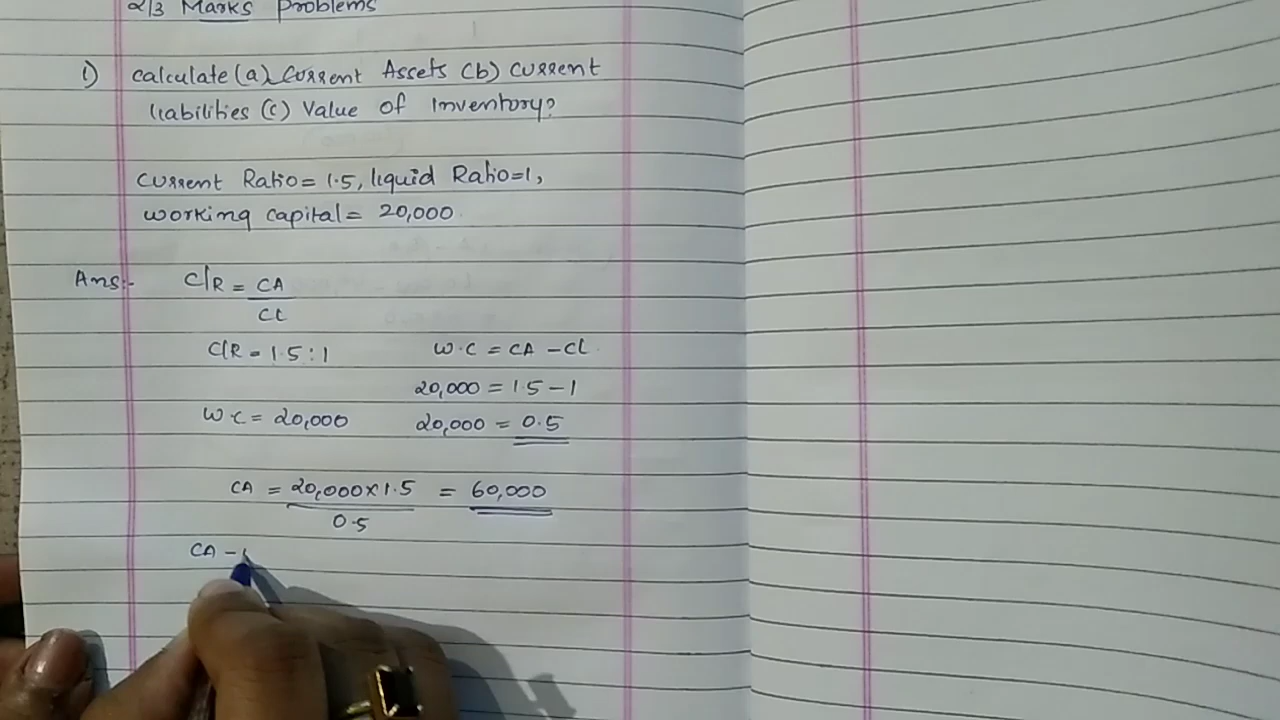 2/3 Marks Problems
1) calculate (a) Current Assets (b) current
liabilities (c) Value of Inventory?
Current Ratio = 1.5, liquid Ratio = 1,
working capital = 20,000.
Ans:- C/R = CA
CL
C/R = 1.5 : 1 W.C = CA - CL
20,000 = 1.5 - 1
W.C = 20,000 20,000 = 0.5
CA = 20,000 x 1.5 = 60,000
0.5
CA -